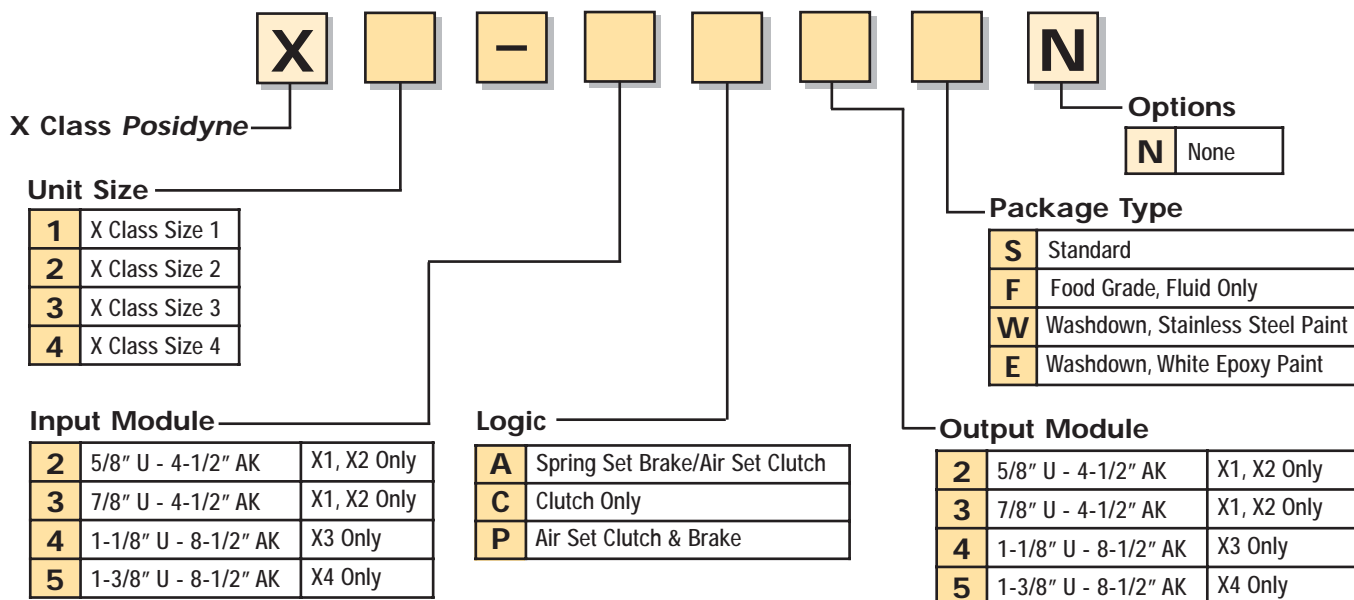 X – N
X Class Posidyne
Options
N None
Unit Size
1 X Class Size 1
2 X Class Size 2
3 X Class Size 3
4 X Class Size 4
Package Type
S Standard
F Food Grade, Fluid Only
W Washdown, Stainless Steel Paint
E Washdown, White Epoxy Paint
Input Module
2 5/8" U - 4-1/2" AK X1, X2 Only
3 7/8" U - 4-1/2" AK X1, X2 Only
4 1-1/8" U - 8-1/2" AK X3 Only
5 1-3/8" U - 8-1/2" AK X4 Only
Logic
A Spring Set Brake/Air Set Clutch
C Clutch Only
P Air Set Clutch & Brake
Output Module
2 5/8" U - 4-1/2" AK X1, X2 Only
3 7/8" U - 4-1/2" AK X1, X2 Only
4 1-1/8" U - 8-1/2" AK X3 Only
5 1-3/8" U - 8-1/2" AK X4 Only